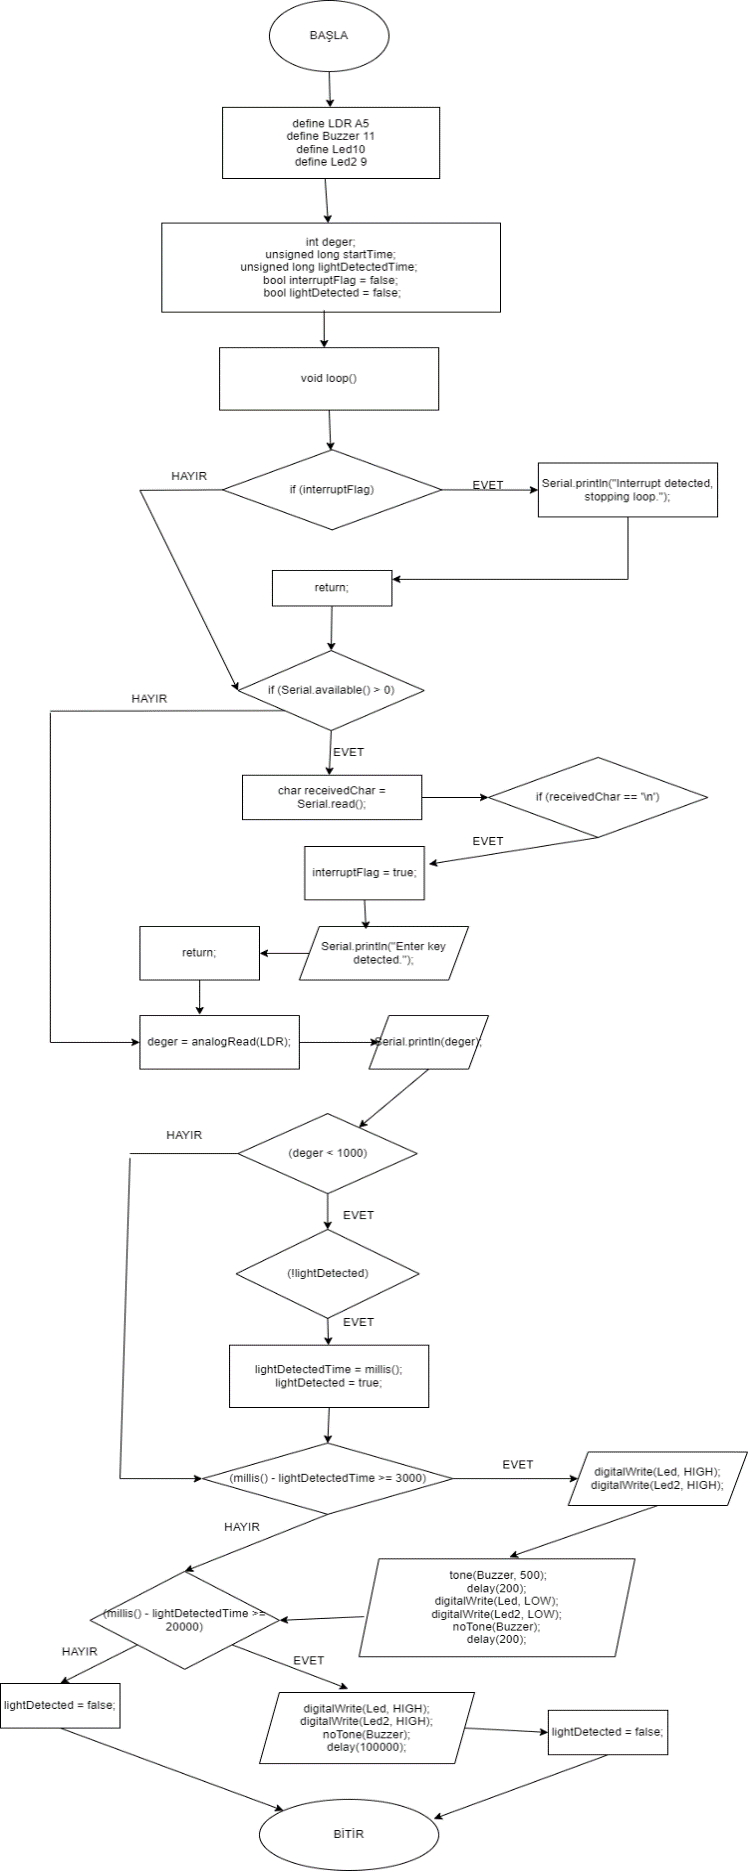 BAŞLA
define LDR A5
define Buzzer 11
define Led10
define Led2 9
int deger;
unsigned long startTime;
unsigned long lightDetectedTime;
bool interruptFlag = false;
bool lightDetected = false;
void loop()
HAYIR
if (interruptFlag)
EVET
Serial.println("Interrupt detected,
stopping loop.");
return;
if (Serial.available() > 0)
HAYIR
EVET
char receivedChar =
Serial.read();
if (receivedChar == '\n')
EVET
interruptFlag = true;
Serial.println("Enter key
detected.");
return;
deger = analogRead(LDR);
Serial.println(deger);
HAYIR
(deger < 1000)
EVET
(!lightDetected)
EVET
lightDetectedTime = millis();
lightDetected = true;
(millis() - lightDetectedTime >= 3000)
EVET
digitalWrite(Led, HIGH);
digitalWrite(Led2, HIGH);
HAYIR
tone(Buzzer, 500);
delay(200);
digitalWrite(Led, LOW);
digitalWrite(Led2, LOW);
noTone(Buzzer);
delay(200);
(millis() - lightDetectedTime >=
20000)
HAYIR
EVET
lightDetected = false;
digitalWrite(Led, HIGH);
digitalWrite(Led2, HIGH);
noTone(Buzzer);
delay(100000);
lightDetected = false;
BİTİR